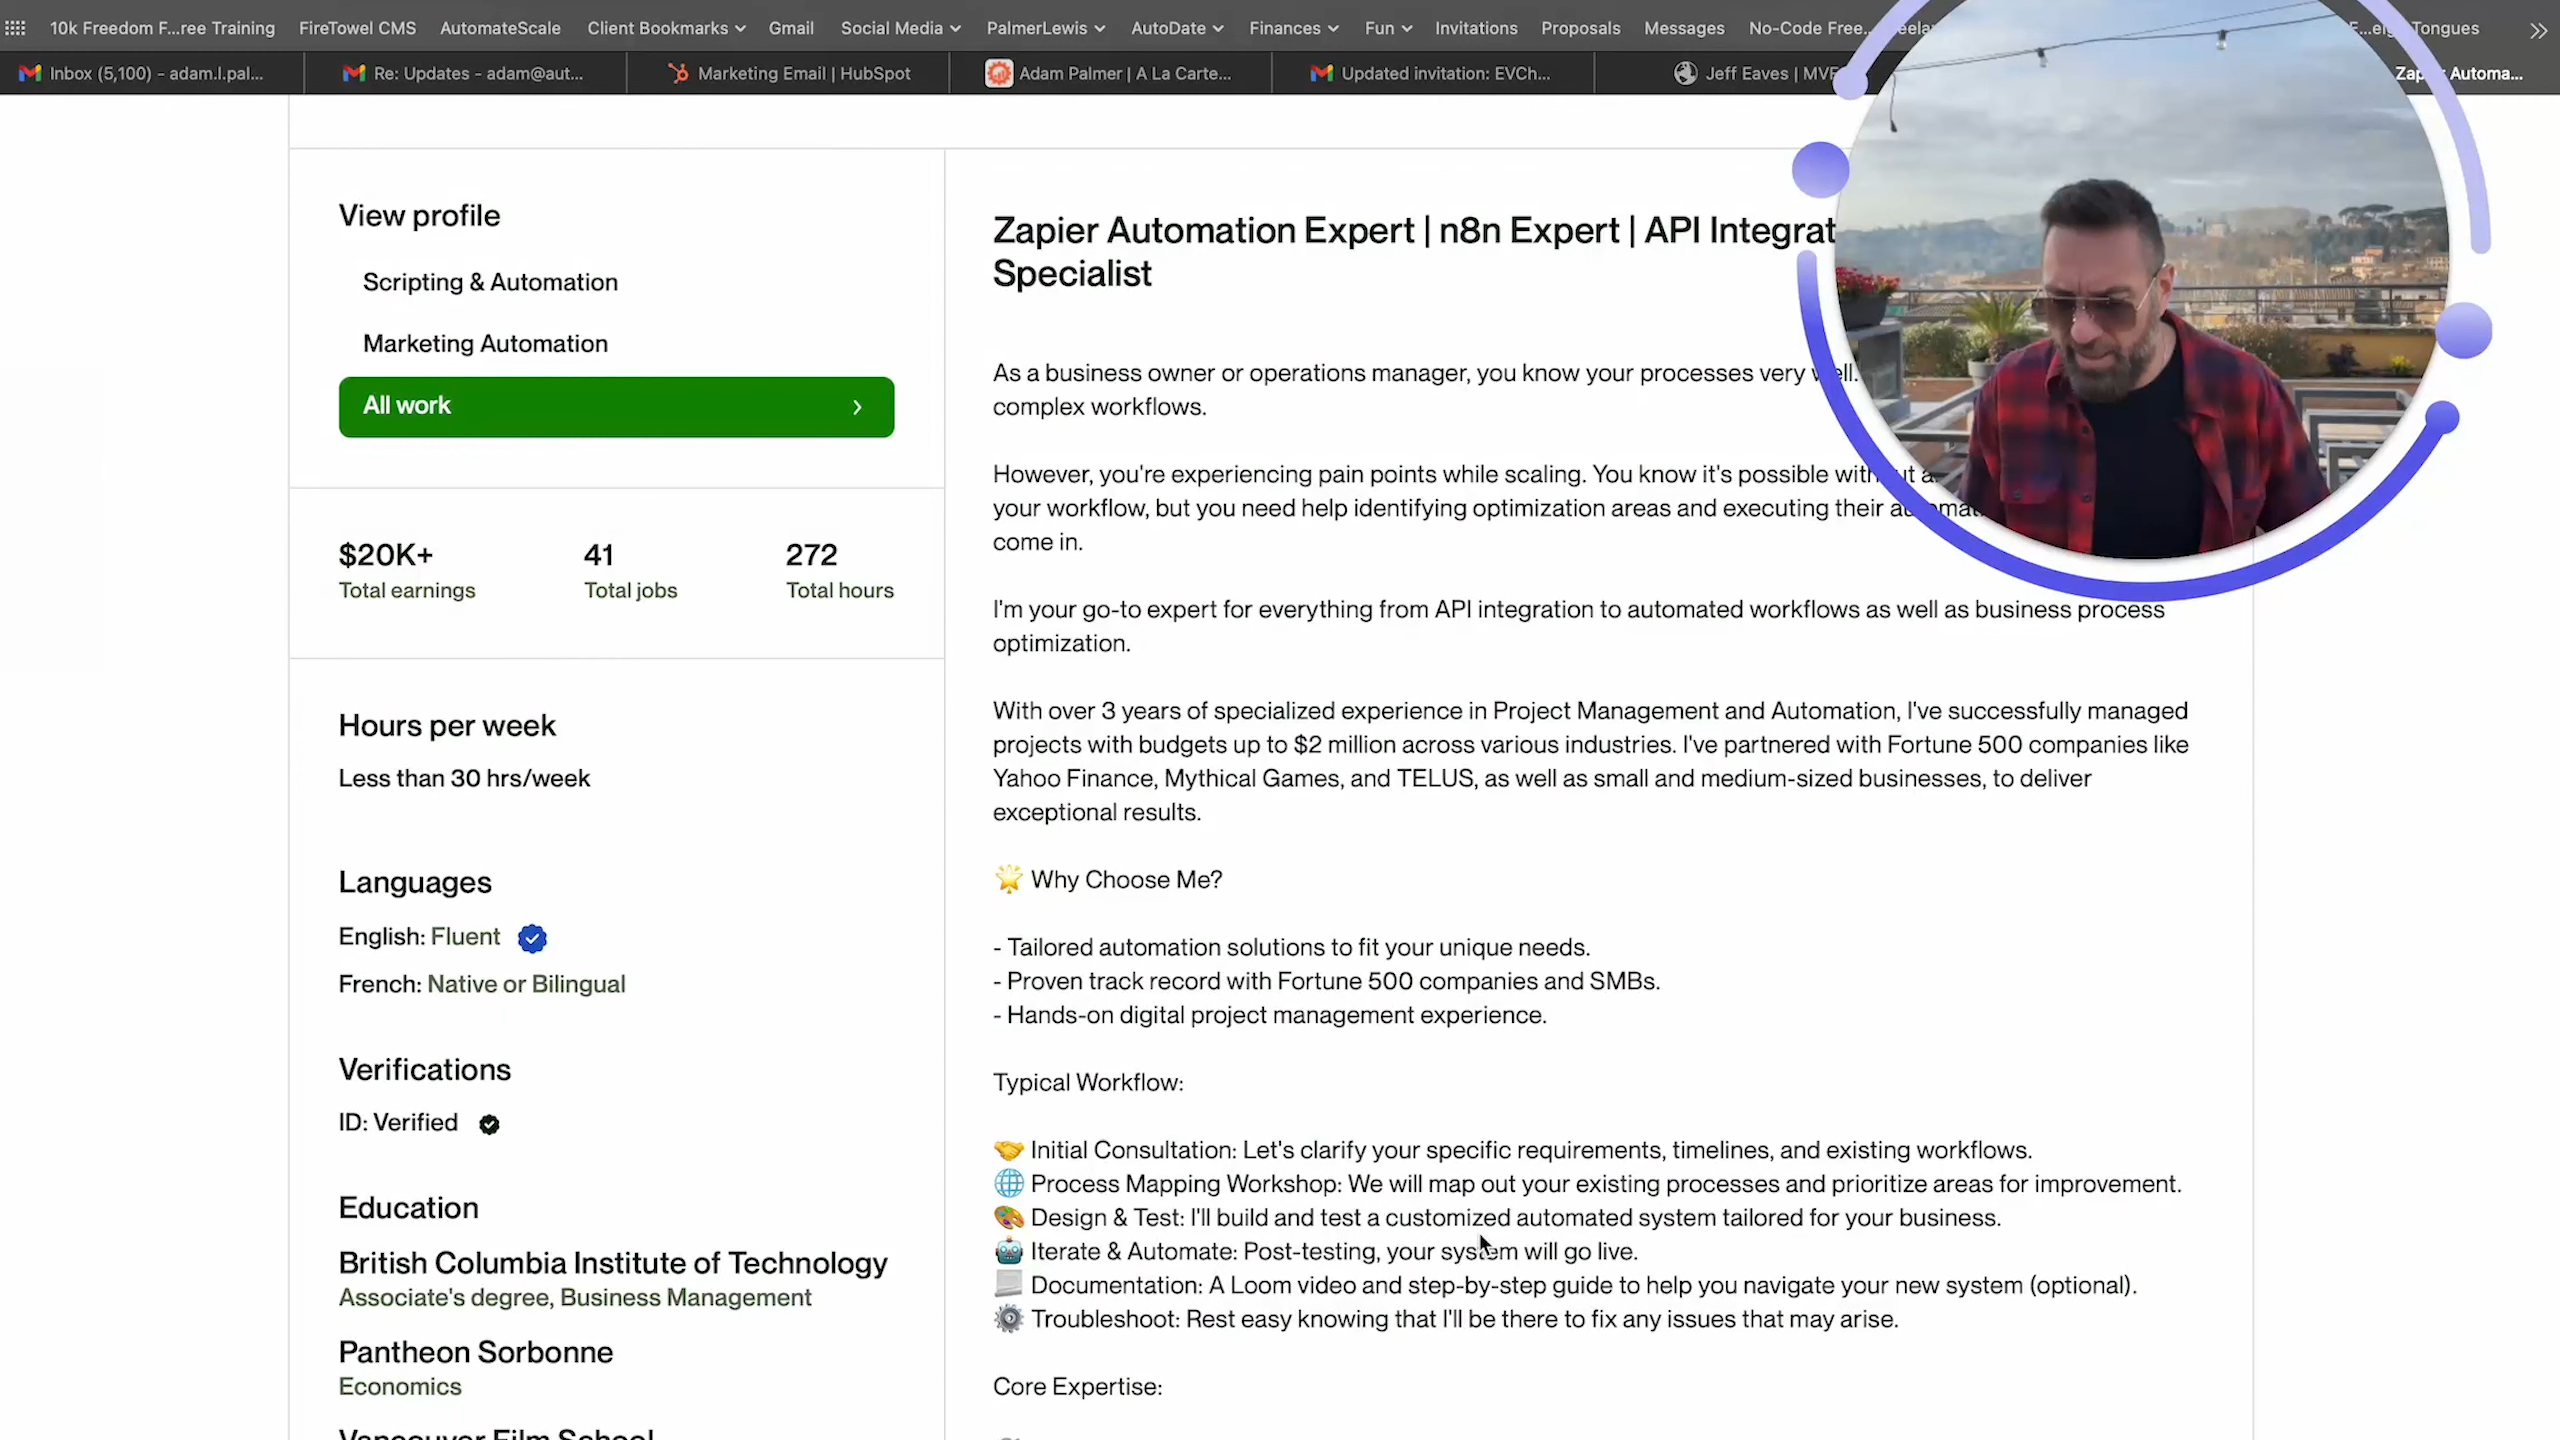 10k Freedom F...ree Training
FireTowel CMS
AutomateScale
Client Bookmarks
Gmail
Social Media
PalmerLewis
AutoDate
Finances
Fun
Invitations
Proposals
Messages
No-Code Free...
Tongues
Inbox (5,100) - adam.l.pal...
Re: Updates - adam@aut...
Marketing Email | HubSpot
Adam Palmer | A La Carte...
Updated invitation: EVCh...
Jeff Eaves |
Automa...
View profile
Scripting & Automation
Marketing Automation
All work
$20K+
Total earnings
41
Total jobs
272
Total hours
Hours per week
Less than 30 hrs/week
Languages
English: Fluent
French: Native or Bilingual
Verifications
ID: Verified
Education
British Columbia Institute of Technology
Associate's degree, Business Management
Pantheon Sorbonne
Economics
Vancouver Film School
Zapier Automation Expert | n8n Expert | API Integrat
Specialist
As a business owner or operations manager, you know your processes very well.
complex workflows.
However, you're experiencing pain points while scaling. You know it's possible without
your workflow, but you need help identifying optimization areas and executing their
come in.
I'm your go-to expert for everything from API integration to automated workflows as well as business process
optimization.
With over 3 years of specialized experience in Project Management and Automation, I've successfully managed
projects with budgets up to $2 million across various industries. I've partnered with Fortune 500 companies like
Yahoo Finance, Mythical Games, and TELUS, as well as small and medium-sized businesses, to deliver
exceptional results.
🌟 Why Choose Me?
- Tailored automation solutions to fit your unique needs.
- Proven track record with Fortune 500 companies and SMBs.
- Hands-on digital project management experience.
Typical Workflow:
🤝 Initial Consultation: Let's clarify your specific requirements, timelines, and existing workflows.
🌐 Process Mapping Workshop: We will map out your existing processes and prioritize areas for improvement.
🎨 Design & Test: I'll build and test a customized automated system tailored for your business.
🤖 Iterate & Automate: Post-testing, your system will go live.
Documentation: A Loom video and step-by-step guide to help you navigate your new system (optional).
⚙️ Troubleshoot: Rest easy knowing that I'll be there to fix any issues that may arise.
Core Expertise: